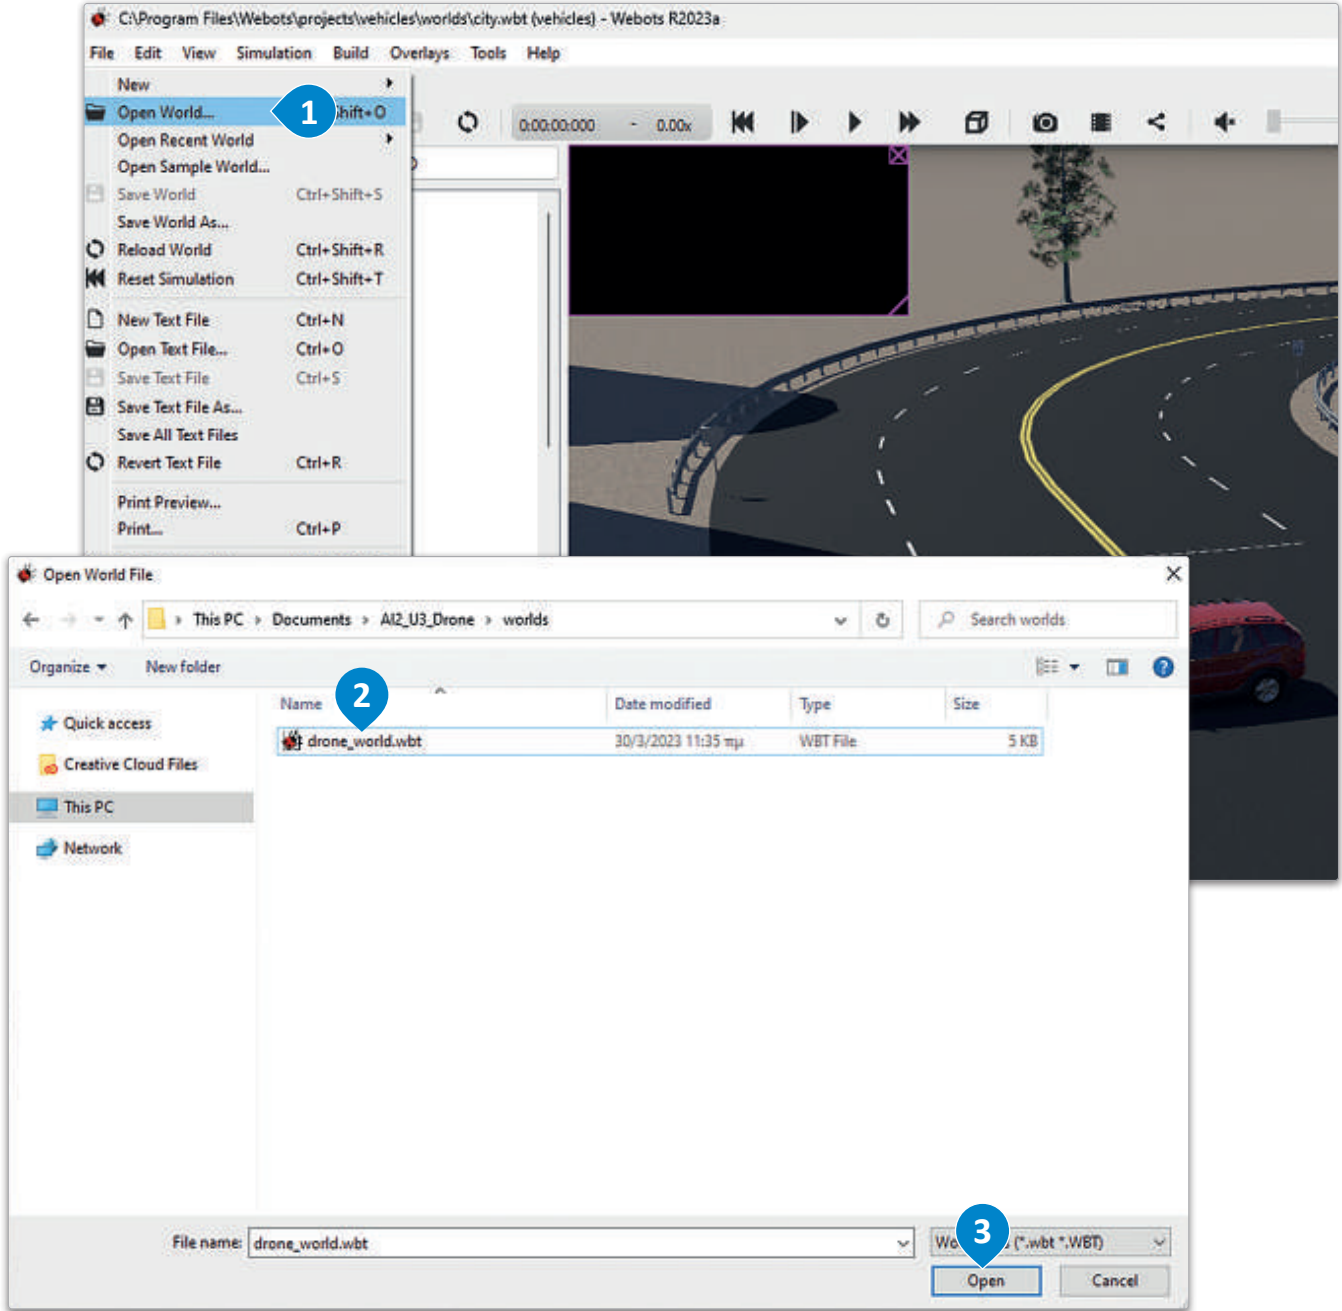 C:\Program Files\Webots\projects\vehicles\worlds\city.wbt (vehicles) - Webots R2023a
File Edit View Simulation Build Overlays Tools Help
New
Open World... 1 Shift+O
0:00:00:000 - 0.00x
Open Recent World
Open Sample World...
Save World Ctrl+Shift+S
Save World As...
Reload World Ctrl+Shift+R
Reset Simulation Ctrl+Shift+T
New Text File Ctrl+N
Open Text File... Ctrl+O
Save Text File Ctrl+S
Save Text File As...
Save All Text Files
Revert Text File Ctrl+R
Print Preview...
Print... Ctrl+P
Open World File
This PC > Documents > AI2_U3_Drone > worlds
Search worlds
Organize New folder
2
Name Date modified Type Size
drone_world.wbt 30/3/2023 11:35 πμ WBT File 5 KB
Quick access
Creative Cloud Files
This PC
Network
File name: drone_world.wbt
3
(*.wbt *.WBT)
Open Cancel